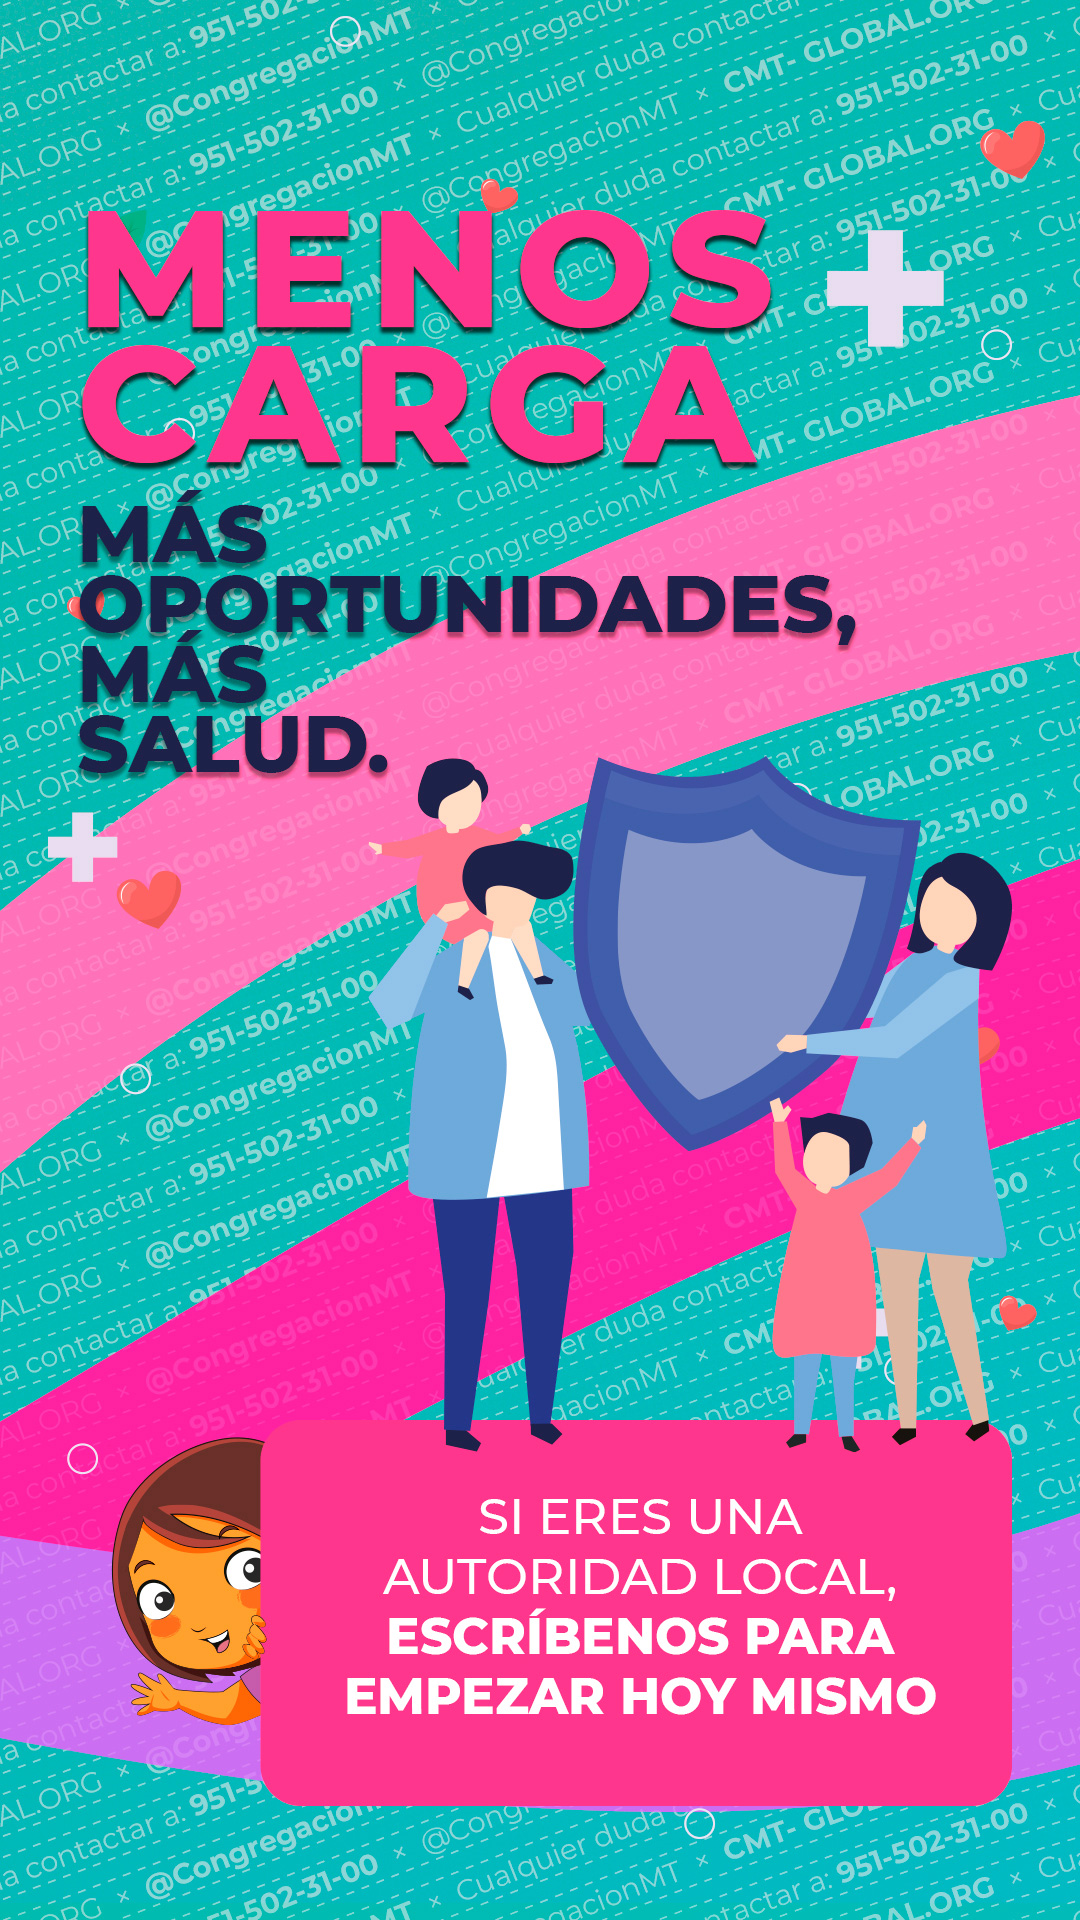 MENOS
CARGA
MÁS
OPORTUNIDADES,
MÁS
SALUD.
SI ERES UNA
AUTORIDAD LOCAL,
ESCRÍBENOS PARA
EMPEZAR HOY MISMO
Cualquier duda contactar a: 951-502-31-00 × @CongregacionMT × CMT- GLOBAL.ORG